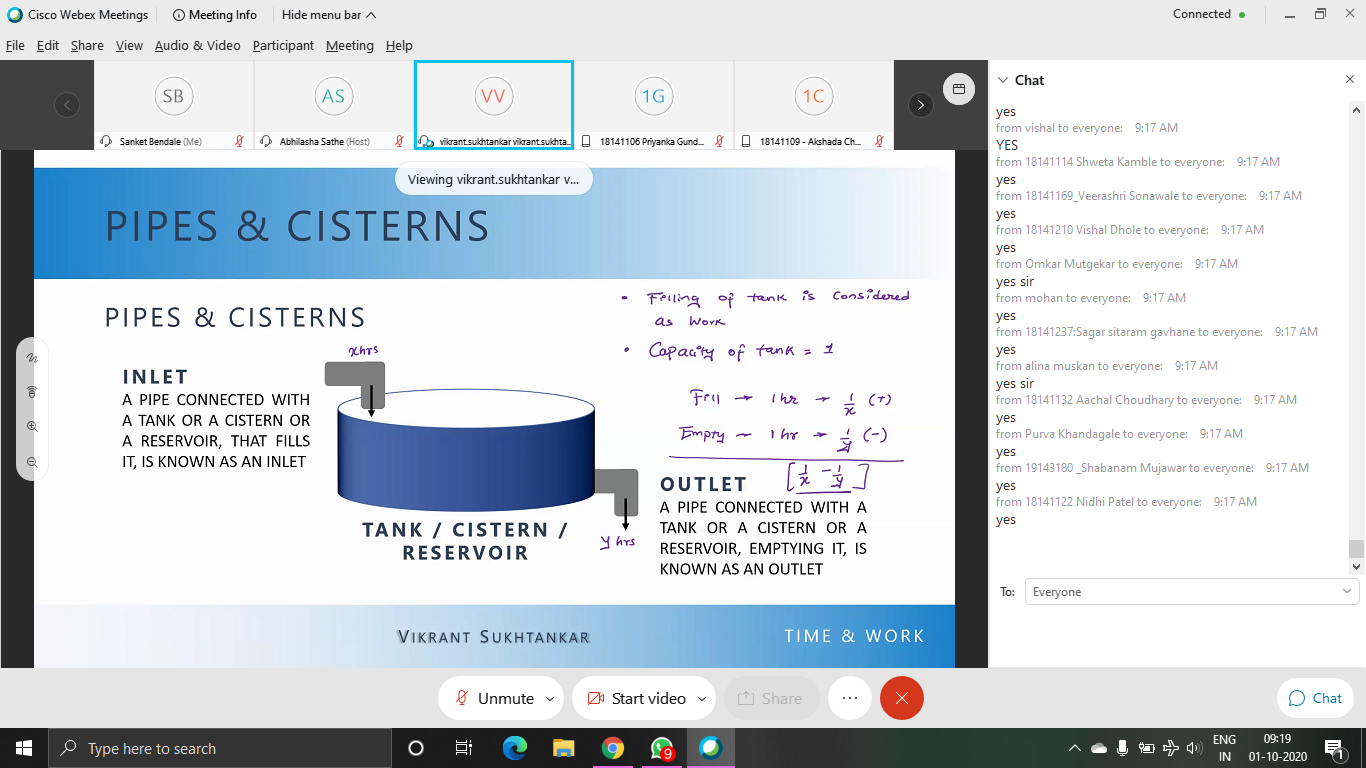 Cisco Webex Meetings
Meeting Info
Hide menu bar
Connected
File Edit Share View Audio & Video Participant Meeting Help
SB
AS
VV
1G
1C
Sanket Bendale (Me)
Abhilasha Sathe (Host)
vikrant.sukhtankar vikrant.sukhta...
18141106 Priyanka Gund...
18141109 - Akshada Ch...
Viewing vikrant.sukhtankar v...
PIPES & CISTERNS
PIPES & CISTERNS
x hrs
INLET
A PIPE CONNECTED WITH
A TANK OR A CISTERN OR
A RESERVOIR, THAT FILLS
IT, IS KNOWN AS AN INLET
TANK / CISTERN /
RESERVOIR
• Filling of tank is considered
as work
• Capacity of tank = 1
Fill → 1 hr → 1/x (+)
Empty → 1 hr → 1/y (-)
[1/x - 1/y]
OUTLET
A PIPE CONNECTED WITH A
TANK OR A CISTERN OR A
RESERVOIR, EMPTYING IT, IS
KNOWN AS AN OUTLET
y hrs
VIKRANT SUKHTANKAR
TIME & WORK
Chat
yes
from vishal to everyone: 9:17 AM
YES
from 18141114 Shweta Kamble to everyone: 9:17 AM
yes
from 18141169_Veerashri Sonawale to everyone: 9:17 AM
yes
from 18141210 Vishal Dhole to everyone: 9:17 AM
yes
from Omkar Mutgekar to everyone: 9:17 AM
yes sir
from mohan to everyone: 9:17 AM
yes
from 18141237:Sagar sitaram gavhane to everyone: 9:17 AM
yes
from alina muskan to everyone: 9:17 AM
yes sir
from 18141132 Aachal Choudhary to everyone: 9:17 AM
yes
from Purva Khandagale to everyone: 9:17 AM
yes
from 19143180 _Shabanam Mujawar to everyone: 9:17 AM
yes
from 18141122 Nidhi Patel to everyone: 9:17 AM
yes
To: Everyone
Unmute
Start video
Share
Chat
Type here to search
9
ENG
IN
09:19
01-10-2020
1